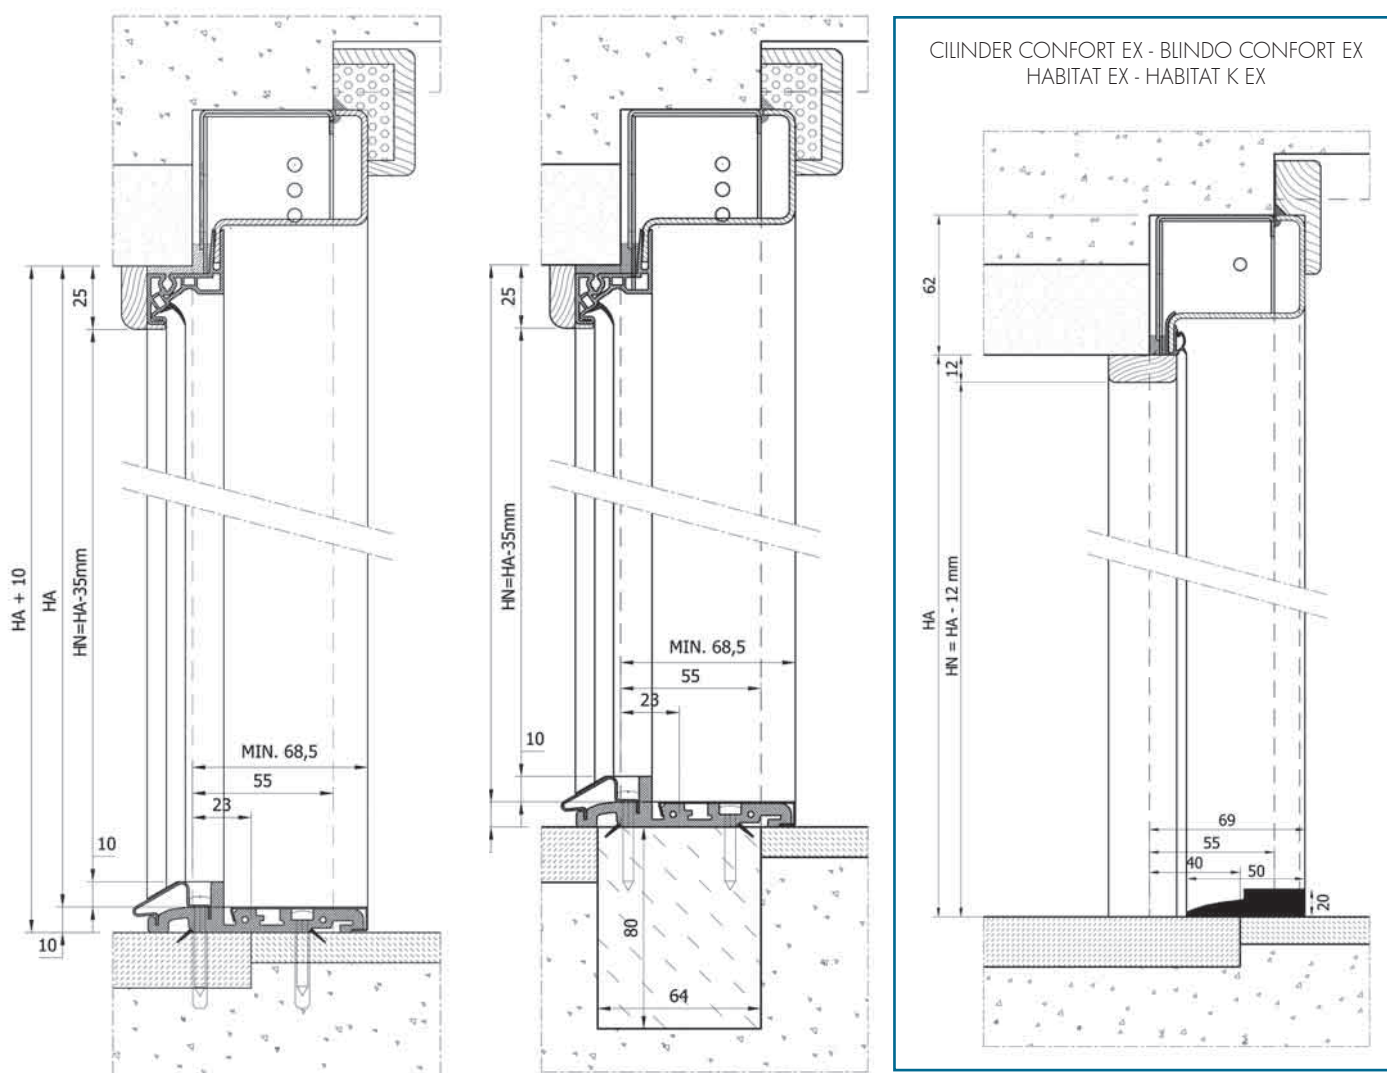 25
HA + 10
HA
HN=HA-35mm
MIN. 68,5
55
23
10
10
25
HN=HA-35mm
MIN. 68,5
55
23
10
80
64
CILINDER CONFORT EX - BLINDO CONFORT EX
HABITAT EX - HABITAT K EX
62
12
HA
HN = HA - 12 mm
69
55
40
50
20